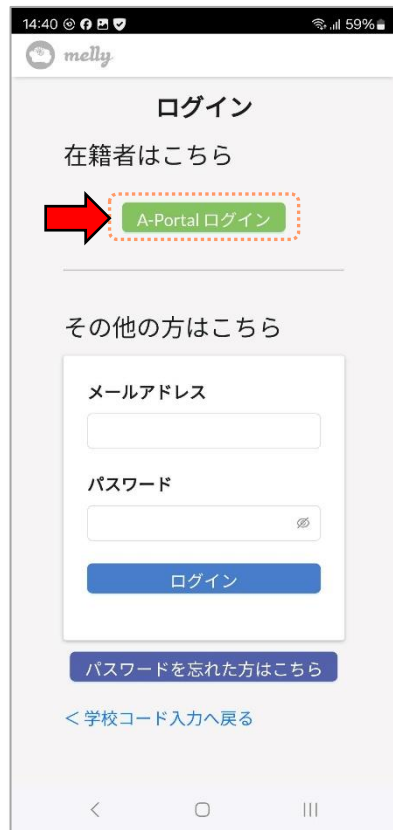 14:40 59%
melly
ログイン
在籍者はこちら
A-Portal ログイン
その他の方はこちら
メールアドレス
パスワード
ログイン
パスワードを忘れた方はこちら
< 学校コード入力へ戻る